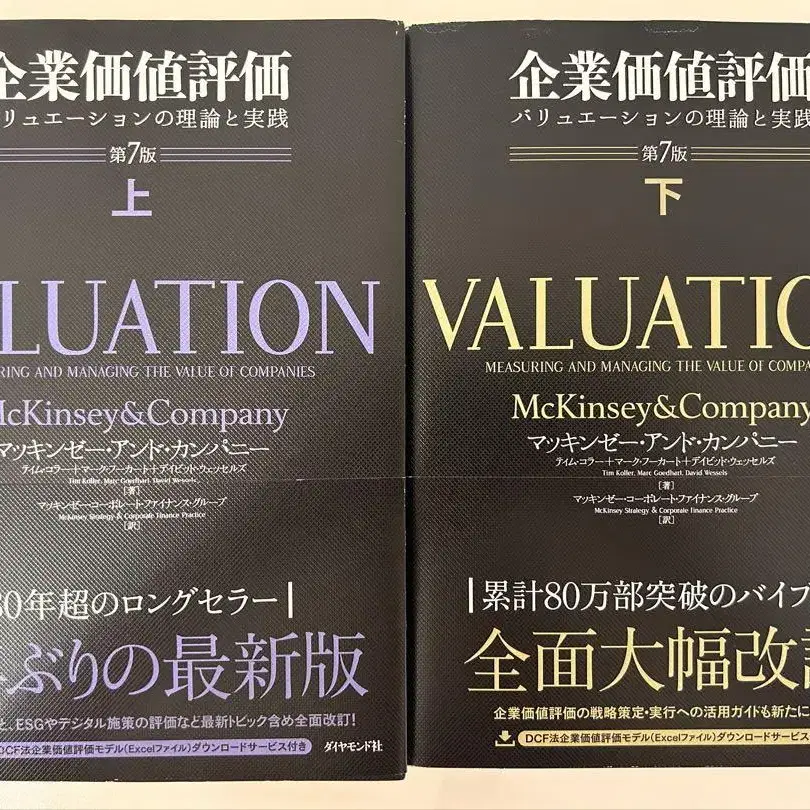 企業価値評価
リュエーションの理論と実践
第7版
上
LUATION
RING AND MANAGING THE VALUE OF COMPANIES
McKinsey&Company
マッキンゼー・アンド・カンパニー
ティム・コラー+マーク・フーカート+デイビッド・ウェッセルズ
Tim Koller, Marc Goedhart, David Wessels
[著]
マッキンゼー・コーポレート・ファイナンス・グループ
McKinsey Strategy & Corporate Finance Practice
[訳]
30年超のロングセラー
ぶりの最新版
と、ESGやデジタル施策の評価など最新トピック含め全面改訂!
DCF法企業価値評価モデル(Excelファイル)ダウンロードサービス付き
ダイヤモンド社
企業価値評価
バリュエーションの理論と実践
第7版
下
VALUATIO
MEASURING AND MANAGING THE VALUE OF COMPA
McKinsey&Company
マッキンゼー・アンド・カンパニー
ティム・コラー+マーク・フーカート+デイビッド・ウェッセルズ
Tim Koller, Marc Goedhart, David Wessels
[著]
マッキンゼー・コーポレート・ファイナンス・グループ
McKinsey Strategy & Corporate Finance Practice
[訳]
累計80万部突破のバイブ
全面大幅改
企業価値評価の戦略策定・実行への活用ガイドも新たに
DCF法企業価値評価モデル(Excelファイル)ダウンロードサービス